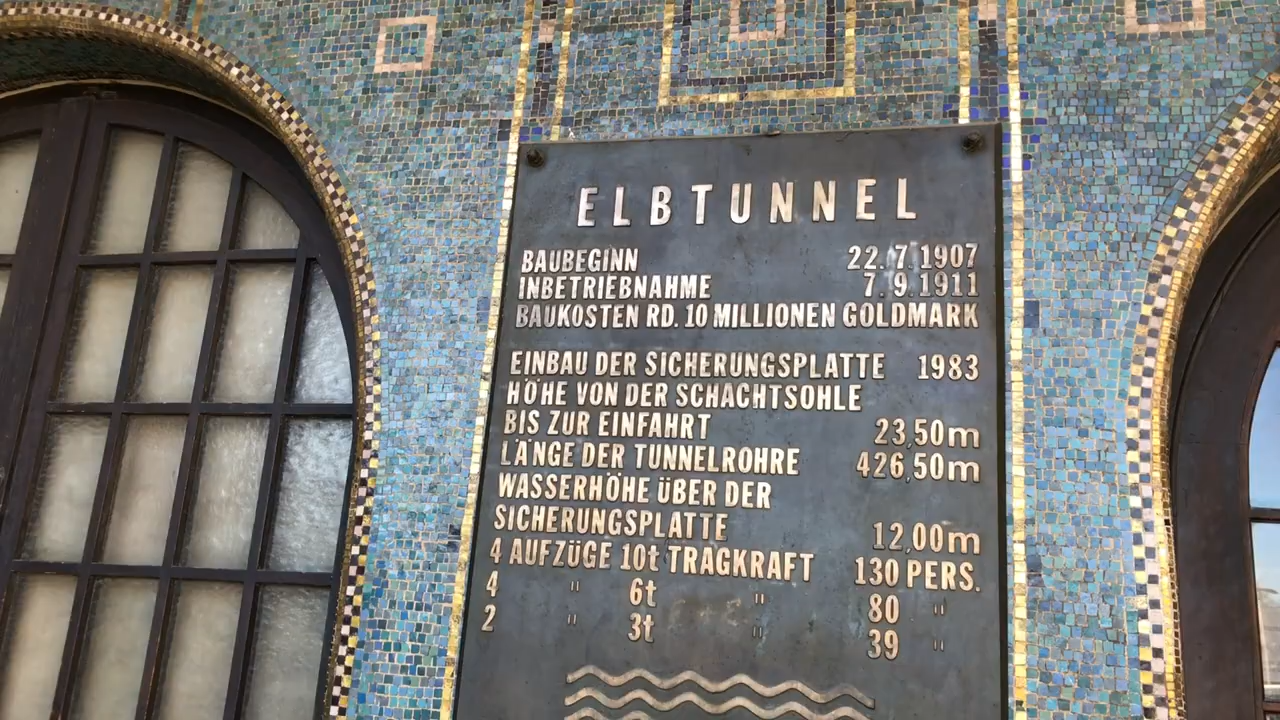 ELBTUNNEL
BAUBEGINN 22.7.1907
INBETRIEBNAHME 7.9.1911
BAUKOSTEN RD. 10 MILLIONEN GOLDMARK
EINBAU DER SICHERUNGSPLATTE 1983
HÖHE VON DER SCHACHTSOHLE
BIS ZUR EINFAHRT 23,50m
LÄNGE DER TUNNELROHRE 426,50m
WASSERHÖHE ÜBER DER
SICHERUNGSPLATTE 12,00m
4 AUFZÜGE 10t TRAGKRAFT 130 PERS.
4 " 6t " 80 "
2 " 3t " 39 "